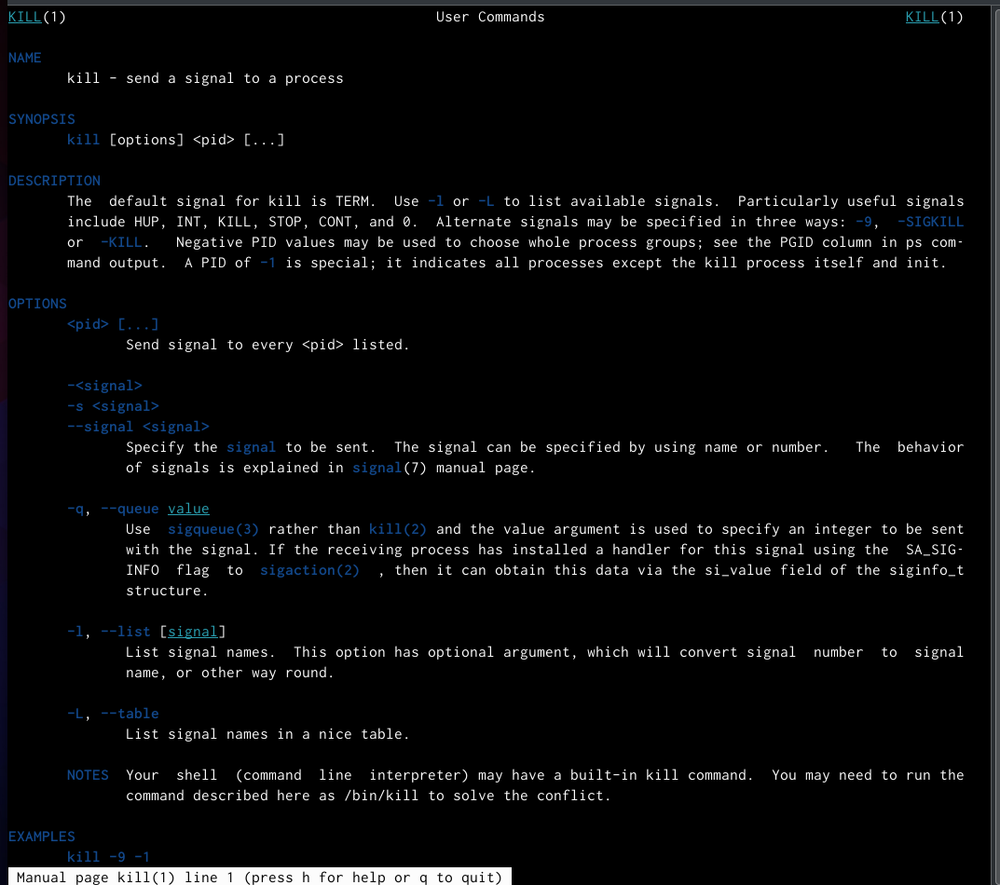 KILL(1) User Commands KILL(1)
NAME
kill - send a signal to a process
SYNOPSIS
kill [options] <pid> [...]
DESCRIPTION
The default signal for kill is TERM. Use -l or -L to list available signals. Particularly useful signals
include HUP, INT, KILL, STOP, CONT, and 0. Alternate signals may be specified in three ways: -9, -SIGKILL
or -KILL. Negative PID values may be used to choose whole process groups; see the PGID column in ps com-
mand output. A PID of -1 is special; it indicates all processes except the kill process itself and init.
OPTIONS
<pid> [...]
Send signal to every <pid> listed.
-<signal>
-s <signal>
--signal <signal>
Specify the signal to be sent. The signal can be specified by using name or number. The behavior
of signals is explained in signal(7) manual page.
-q, --queue value
Use sigqueue(3) rather than kill(2) and the value argument is used to specify an integer to be sent
with the signal. If the receiving process has installed a handler for this signal using the SA_SIG-
INFO flag to sigaction(2) , then it can obtain this data via the si_value field of the siginfo_t
structure.
-l, --list [signal]
List signal names. This option has optional argument, which will convert signal number to signal
name, or other way round.
-L, --table
List signal names in a nice table.
NOTES Your shell (command line interpreter) may have a built-in kill command. You may need to run the
command described here as /bin/kill to solve the conflict.
EXAMPLES
kill -9 -1
Manual page kill(1) line 1 (press h for help or q to quit)